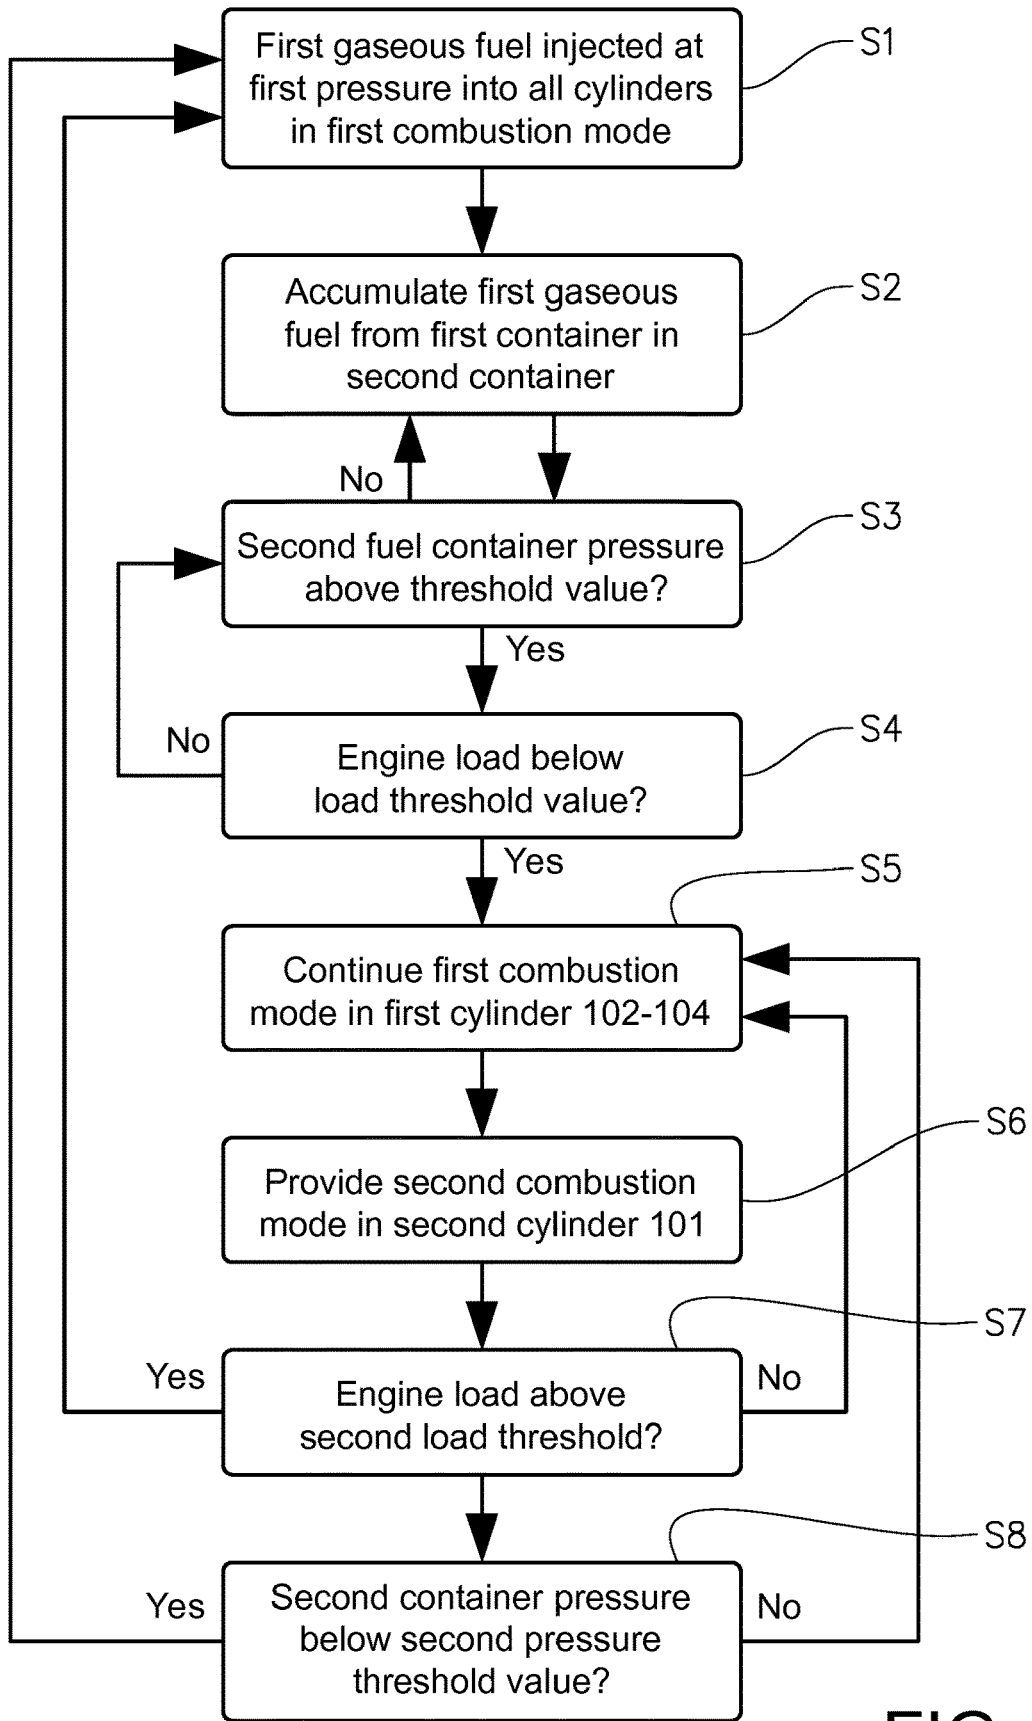 First gaseous fuel injected at
first pressure into all cylinders
in first combustion mode
S1
Accumulate first gaseous
fuel from first container in
second container
S2
No
Second fuel container pressure
above threshold value?
S3
Yes
No
Engine load below
load threshold value?
S4
Yes
S5
Continue first combustion
mode in first cylinder 102-104
S6
Provide second combustion
mode in second cylinder 101
S7
Yes
Engine load above
second load threshold?
No
S8
Yes
Second container pressure
below second pressure
threshold value?
No